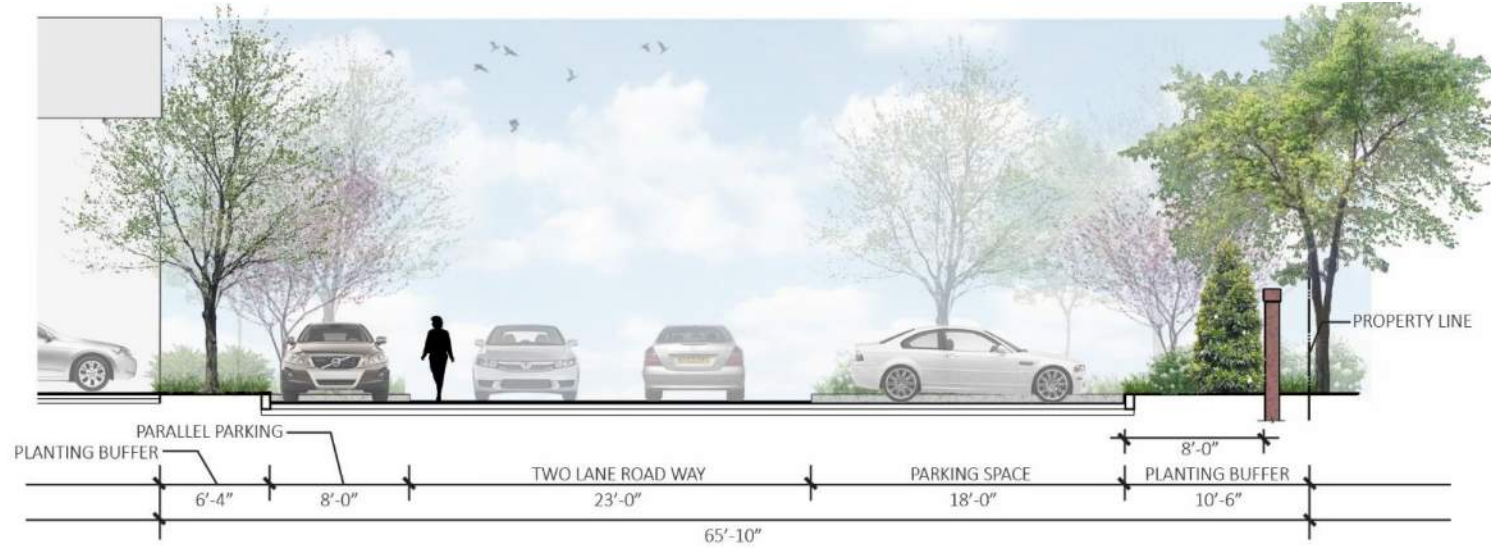 PROPERTY LINE
8’-0”
PARALLEL PARKING
PLANTING BUFFER
TWO LANE ROAD WAY
PARKING SPACE
PLANTING BUFFER
6’-4”
8’-0”
23’-0”
18’-0”
10’-6”
65’-10”